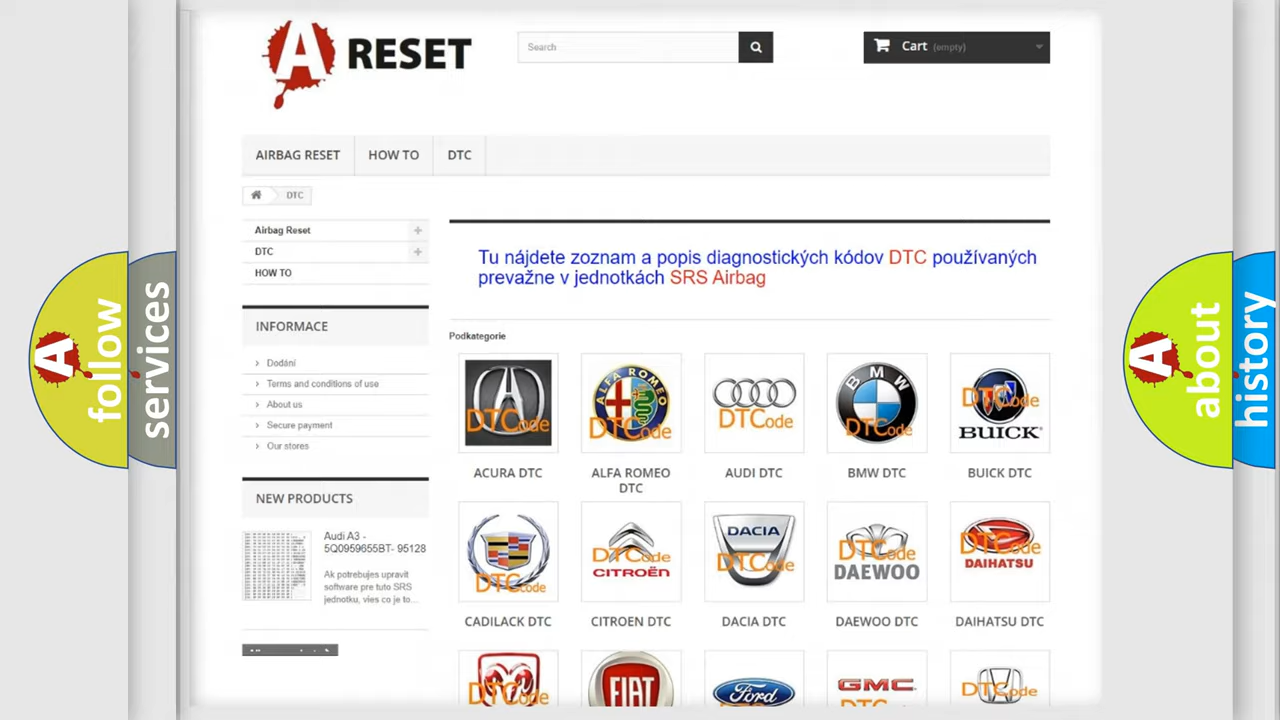 A RESET
Search
Cart (empty)
AIRBAG RESET
HOW TO
DTC
DTC
Airbag Reset
DTC
HOW TO
INFORMACE
Dodání
Terms and conditions of use
About us
Secure payment
Our stores
NEW PRODUCTS
Audi A3 -
5Q0959655BT- 95128
Ak potrebujes upravit
software pre tuto SRS
jednotku, vies co je to...
Tu nájdete zoznam a popis diagnostických kódov DTC používaných
prevažne v jednotkách SRS Airbag
Podkategorie
DTCode
ALFA ROMEO
DTCode
DTCode
BMW
DTCode
DTCode
BUICK
ACURA DTC
ALFA ROMEO
DTC
AUDI DTC
BMW DTC
BUICK DTC
DTCode
DTCode
CITROËN
DACIA
DTCode
DTCode
DAEWOO
DTCode
DAIHATSU
CADILACK DTC
CITROEN DTC
DACIA DTC
DAEWOO DTC
DAIHATSU DTC
DTCode
FIAT
Ford
GMC
DTCode
A follow
services
A about
history